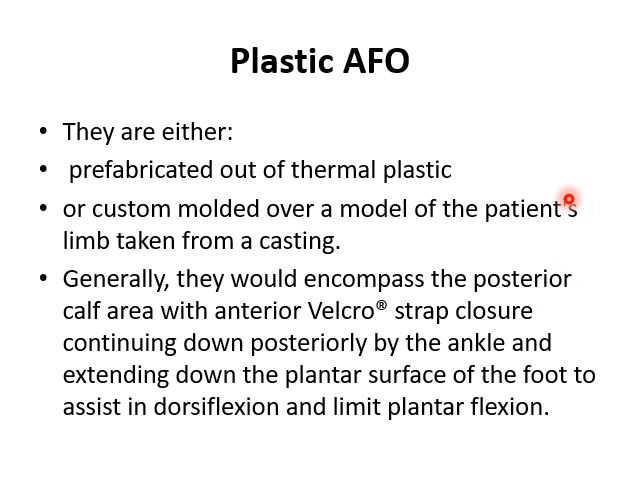 Plastic AFO
• They are either:
• prefabricated out of thermal plastic
• or custom molded over a model of the patient's
limb taken from a casting.
• Generally, they would encompass the posterior
calf area with anterior Velcro® strap closure
continuing down posteriorly by the ankle and
extending down the plantar surface of the foot to
assist in dorsiflexion and limit plantar flexion.